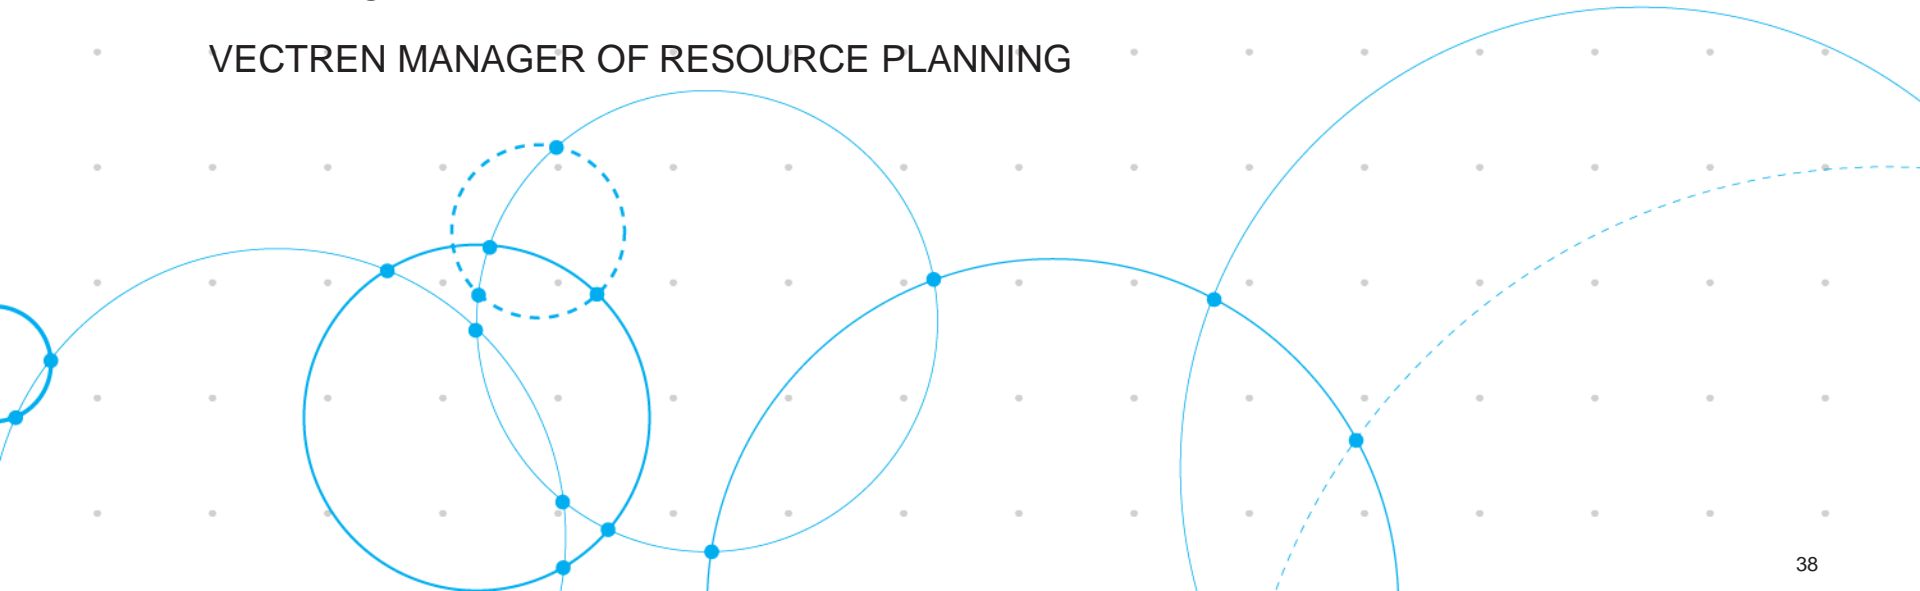 VECTREN MANAGER OF RESOURCE PLANNING
38